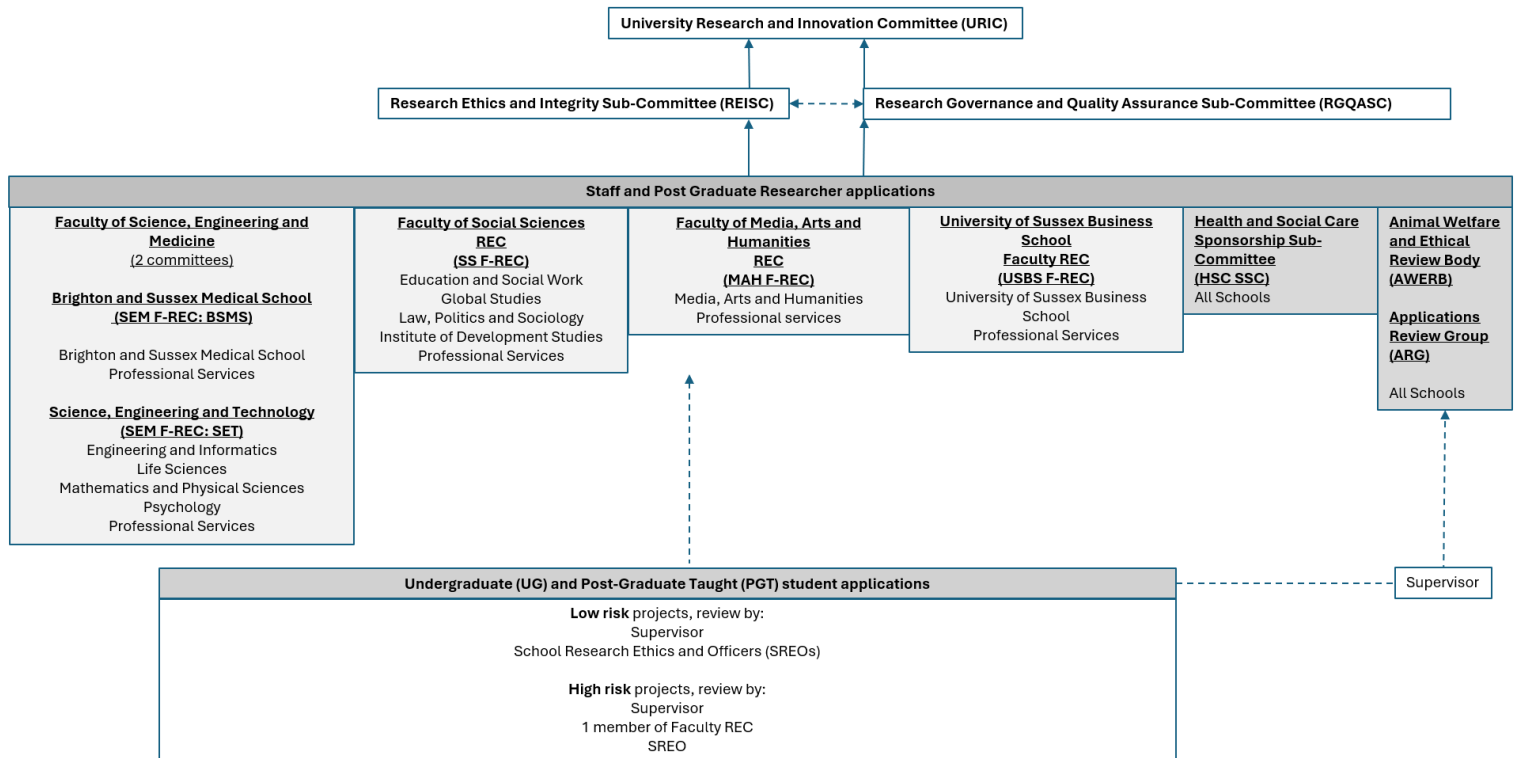 University Research and Innovation Committee (URIC)
Research Ethics and Integrity Sub-Committee (REISC)
Research Governance and Quality Assurance Sub-Committee (RGQASC)
Staff and Post Graduate Researcher applications
Faculty of Science, Engineering and
Medicine
(2 committees)
Brighton and Sussex Medical School
(SEM F-REC: BSMS)
Brighton and Sussex Medical School
Professional Services
Science, Engineering and Technology
(SEM F-REC: SET)
Engineering and Informatics
Life Sciences
Mathematics and Physical Sciences
Psychology
Professional Services
Faculty of Social Sciences
REC
(SS F-REC)
Education and Social Work
Global Studies
Law, Politics and Sociology
Institute of Development Studies
Professional Services
Faculty of Media, Arts and
Humanities
REC
(MAH F-REC)
Media, Arts and Humanities
Professional services
University of Sussex Business
School
Faculty REC
(USBS F-REC)
University of Sussex Business
School
Professional Services
Health and Social Care
Sponsorship Sub-
Committee
(HSC SSC)
All Schools
Animal Welfare
and Ethical
Review Body
(AWERB)
Applications
Review Group
(ARG)
All Schools
Undergraduate (UG) and Post-Graduate Taught (PGT) student applications
Supervisor
Low risk projects, review by:
Supervisor
School Research Ethics and Officers (SREOs)
High risk projects, review by:
Supervisor
1 member of Faculty REC
SREO